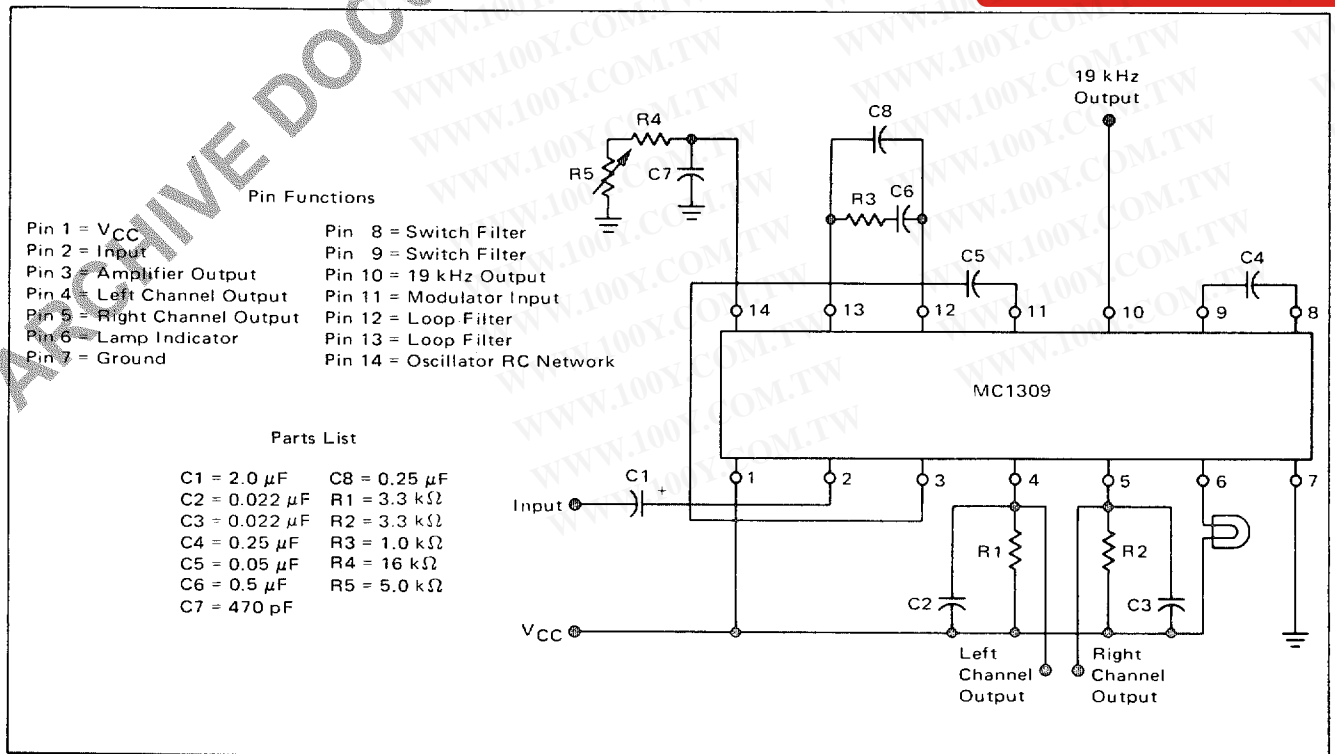 ARCHIVE DOCU
WWW.100Y.COM.TW
Pin Functions
Pin 1 = VCC
Pin 2 = Input
Pin 3 = Amplifier Output
Pin 4 = Left Channel Output
Pin 5 = Right Channel Output
Pin 6 = Lamp Indicator
Pin 7 = Ground
Pin 8 = Switch Filter
Pin 9 = Switch Filter
Pin 10 = 19 kHz Output
Pin 11 = Modulator Input
Pin 12 = Loop Filter
Pin 13 = Loop Filter
Pin 14 = Oscillator RC Network
Parts List
C1 = 2.0 μF
C2 = 0.022 μF
C3 = 0.022 μF
C4 = 0.25 μF
C5 = 0.05 μF
C6 = 0.5 μF
C7 = 470 pF
C8 = 0.25 μF
R1 = 3.3 kΩ
R2 = 3.3 kΩ
R3 = 1.0 kΩ
R4 = 16 kΩ
R5 = 5.0 kΩ
19 kHz
Output
C8
R4
R5
C7
R3
C6
C5
C4
14
13
12
11
10
9
8
MC1309
1
2
3
4
5
6
7
C1
+
Input
R1
R2
C2
C3
VCC
Left
Channel
Output
Right
Channel
Output